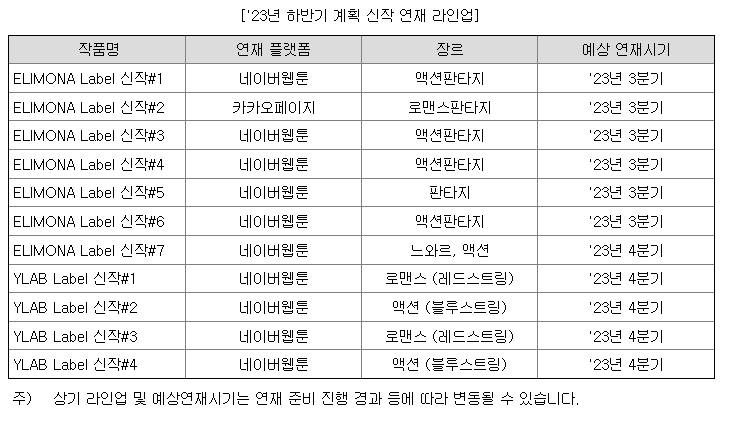 ['23년 하반기 계획 신작 연재 라인업]
작품명 연재 플랫폼 장르 예상 연재시기
ELIMONA Label 신작#1 네이버웹툰 액션판타지 '23년 3분기
ELIMONA Label 신작#2 카카오페이지 로맨스판타지 '23년 3분기
ELIMONA Label 신작#3 네이버웹툰 액션판타지 '23년 3분기
ELIMONA Label 신작#4 네이버웹툰 액션판타지 '23년 3분기
ELIMONA Label 신작#5 네이버웹툰 판타지 '23년 3분기
ELIMONA Label 신작#6 네이버웹툰 액션판타지 '23년 3분기
ELIMONA Label 신작#7 네이버웹툰 느와르, 액션 '23년 4분기
YLAB Label 신작#1 네이버웹툰 로맨스 (레드스트링) '23년 4분기
YLAB Label 신작#2 네이버웹툰 액션 (블루스트링) '23년 4분기
YLAB Label 신작#3 네이버웹툰 로맨스 (레드스트링) '23년 4분기
YLAB Label 신작#4 네이버웹툰 액션 (블루스트링) '23년 4분기
주) 상기 라인업 및 예상연재시기는 연재 준비 진행 경과 등에 따라 변동될 수 있습니다.